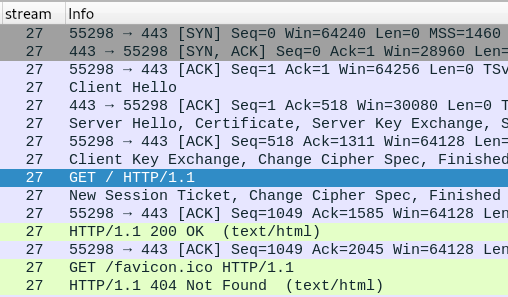 stream Info
27 55298 → 443 [SYN] Seq=0 Win=64240 Len=0 MSS=1460
27 443 → 55298 [SYN, ACK] Seq=0 Ack=1 Win=28960 Len=
27 55298 → 443 [ACK] Seq=1 Ack=1 Win=64256 Len=0 TSv
27 Client Hello
27 443 → 55298 [ACK] Seq=1 Ack=518 Win=30080 Len=0 T
27 Server Hello, Certificate, Server Key Exchange, S
27 55298 → 443 [ACK] Seq=518 Ack=1311 Win=64128 Len=
27 Client Key Exchange, Change Cipher Spec, Finished
27 GET / HTTP/1.1
27 New Session Ticket, Change Cipher Spec, Finished
27 55298 → 443 [ACK] Seq=1049 Ack=1585 Win=64128 Len
27 HTTP/1.1 200 OK (text/html)
27 55298 → 443 [ACK] Seq=1049 Ack=2045 Win=64128 Len
27 GET /favicon.ico HTTP/1.1
27 HTTP/1.1 404 Not Found (text/html)